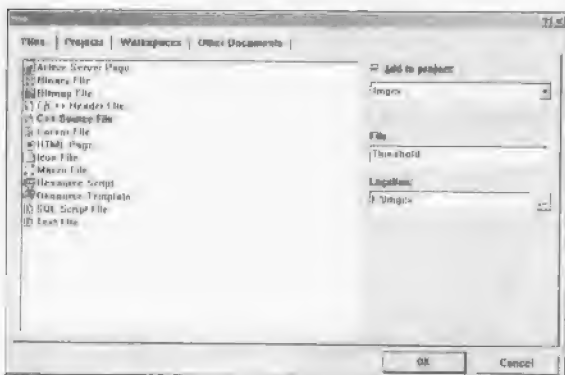 New
Files Projects Workspaces Other Documents
Active Server Page
Binary File
Bitmap File
C/C++ Header File
C++ Source File
Cursor File
HTML Page
Icon File
Macro File
Resource Script
Resource Template
SQL Script File
Text File
Add to project:
Imgcx
File
Threshold
Location:
OK
Cancel